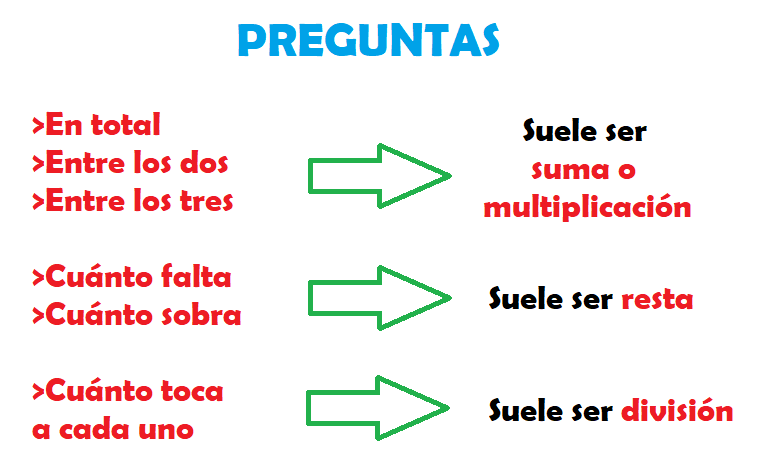 PREGUNTAS
>En total
>Entre los dos
>Entre los tres
Suele ser
suma o
multiplicación
>Cuánto falta
>Cuánto sobra
Suele ser resta
>Cuánto toca
a cada uno
Suele ser división